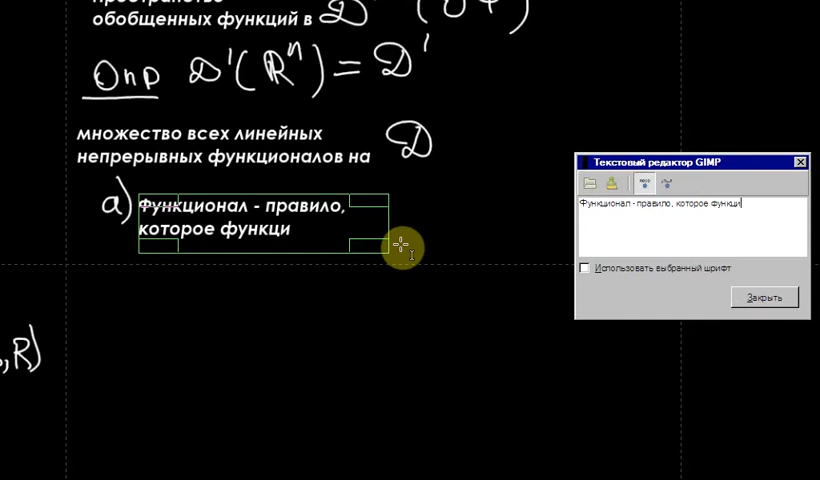 обобщенных функций в 𝒟
Опр 𝒟'(ℝⁿ) = 𝒟'
множество всех линейных
непрерывных функционалов на 𝒟
а) Функционал - правило,
которое функци
Текстовый редактор GIMP
Функционал - правило, которое функци
Использовать выбранный шрифт
Закрыть
,R)